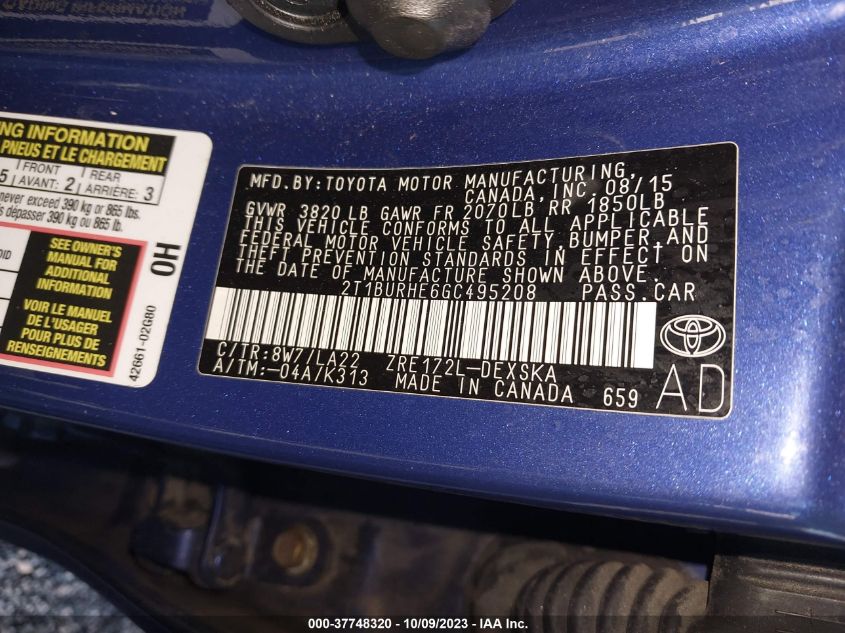 NG INFORMATION
PNEUS ET LE CHARGEMENT
5 FRONT AVANT: 2 REAR ARRIÈRE: 3
never exceed 390 kg or 865 lbs.
dépasser 390 kg ou 865 lb.
SEE OWNER'S
MANUAL FOR
ADDITIONAL
INFORMATION
VOIR LE MANUEL
DE L'USAGER
POUR PLUS DE
RENSEIGNEMENTS
OH
42661-02G80
MFD.BY:TOYOTA MOTOR MANUFACTURING,
CANADA, INC. 08/15
GVWR 3820LB GAWR FR 2070LB RR 1850LB
THIS VEHICLE CONFORMS TO ALL APPLICABLE
FEDERAL MOTOR VEHICLE SAFETY,BUMPER,AND
THEFT PREVENTION STANDARDS IN EFFECT ON
THE DATE OF MANUFACTURE SHOWN ABOVE.
2T1BURHE6GC495208 PASS.CAR
C/TR:8W7/LA22 ZRE172L-DEXSKA
A/TM:-04A/K313 MADE IN CANADA 659
AD
000-37748320 - 10/09/2023 - IAA Inc.